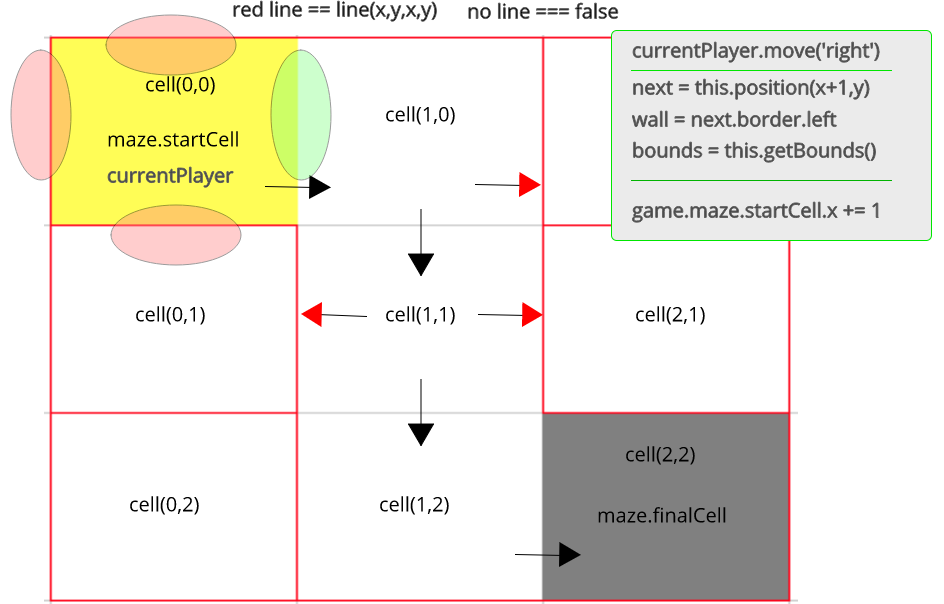 red line == line(x,y,x,y) no line === false
currentPlayer.move('right')
next = this.position(x+1,y)
wall = next.border.left
bounds = this.getBounds()
game.maze.startCell.x += 1
cell(0,0)
maze.startCell
currentPlayer
cell(1,0)
cell(0,1)
cell(1,1)
cell(2,1)
cell(0,2)
cell(1,2)
cell(2,2)
maze.finalCell